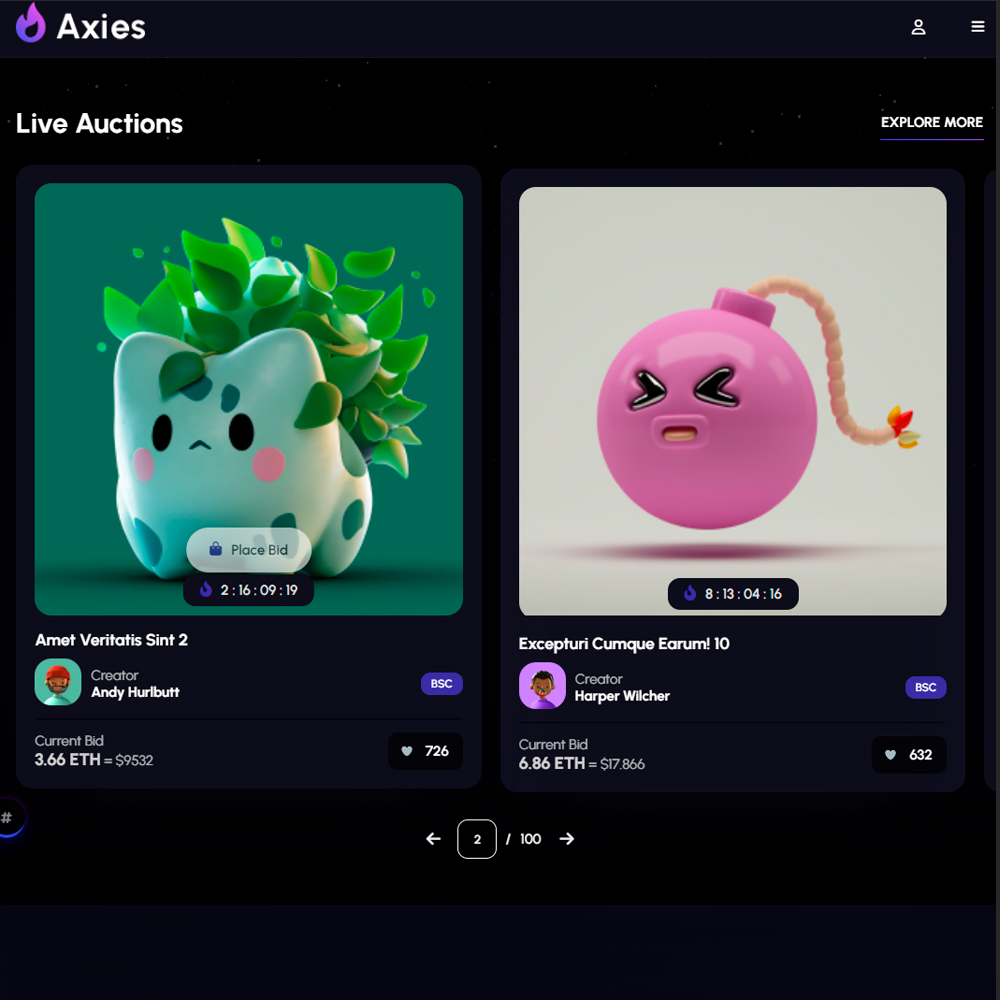 Axies
Live Auctions
EXPLORE MORE
Place Bid
2 : 16 : 09 : 19
Amet Veritatis Sint 2
Creator
Andy Hurlbutt
BSC
Current Bid
3.66 ETH = $9532
726
8 : 13 : 04 : 16
Excepturi Cumque Earum! 10
Creator
Harper Wilcher
BSC
Current Bid
6.86 ETH = $17.866
632
#
2 / 100